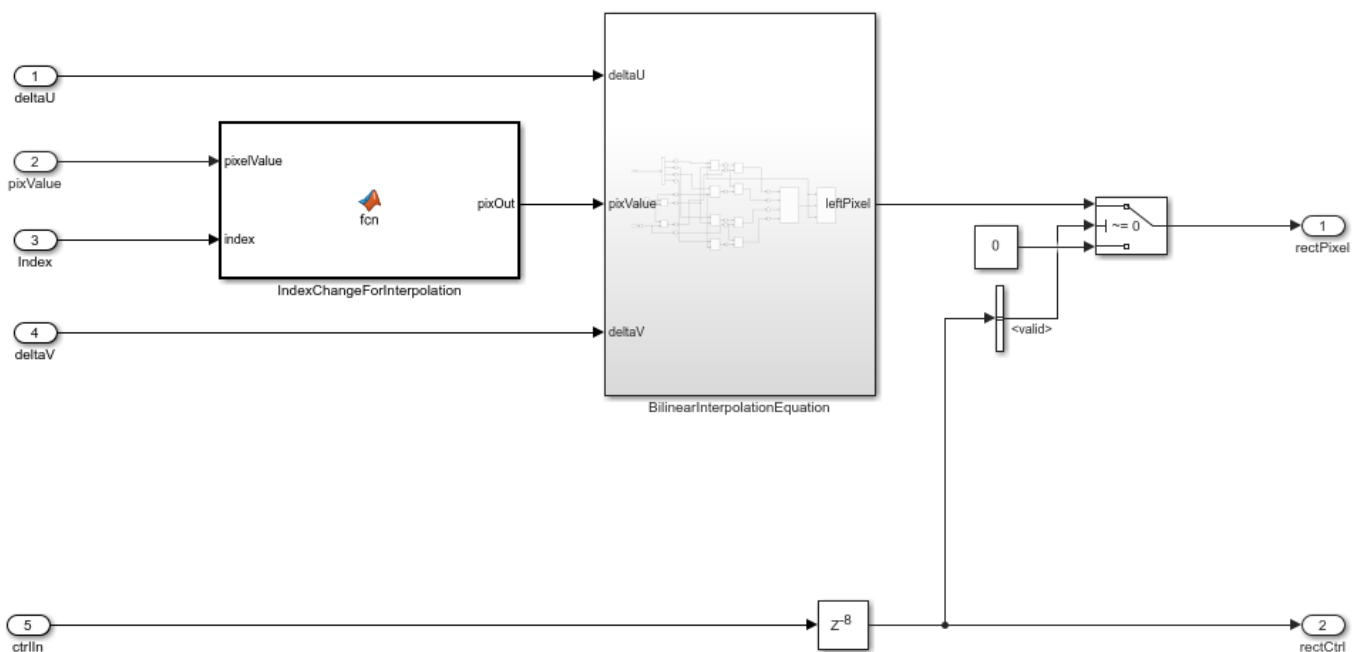 1
deltaU
2
pixValue
3
Index
4
deltaV
pixelValue
index
fcn
pixOut
IndexChangeForInterpolation
deltaU
pixValue
deltaV
leftPixel
BilinearInterpolationEquation
0
~= 0
<valid>
1
rectPixel
5
ctrlIn
Z-8
2
rectCtrl